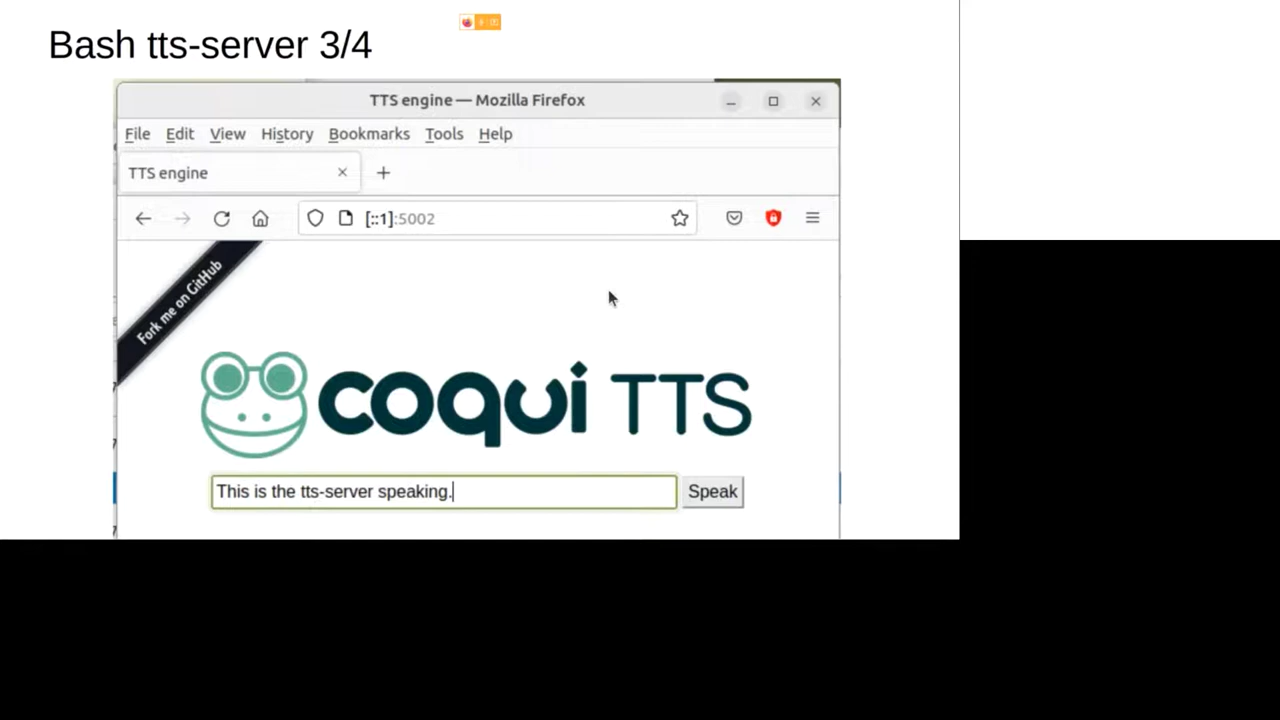 Bash tts-server 3/4
TTS engine — Mozilla Firefox
File Edit View History Bookmarks Tools Help
TTS engine
[::1]:5002
Fork me on GitHub
coqui TTS
This is the tts-server speaking.
Speak